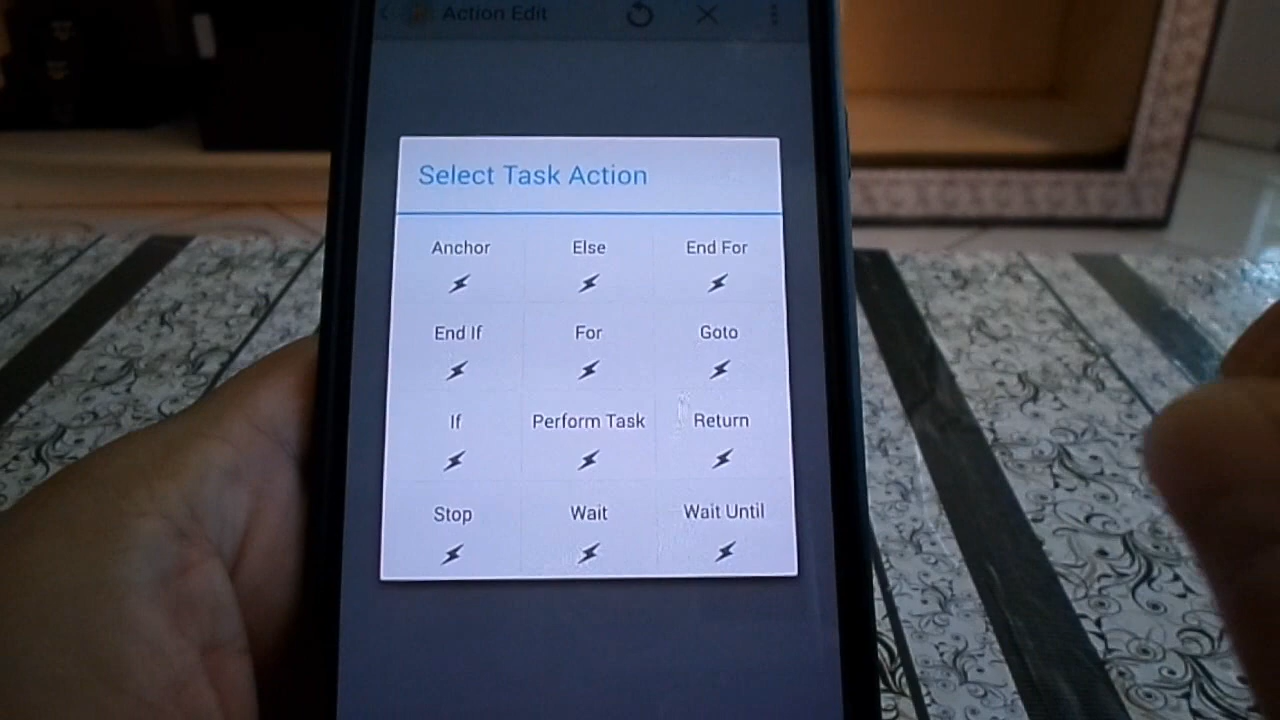 Action Edit
Select Task Action
Anchor Else End For
End If For Goto
If Perform Task Return
Stop Wait Wait Until